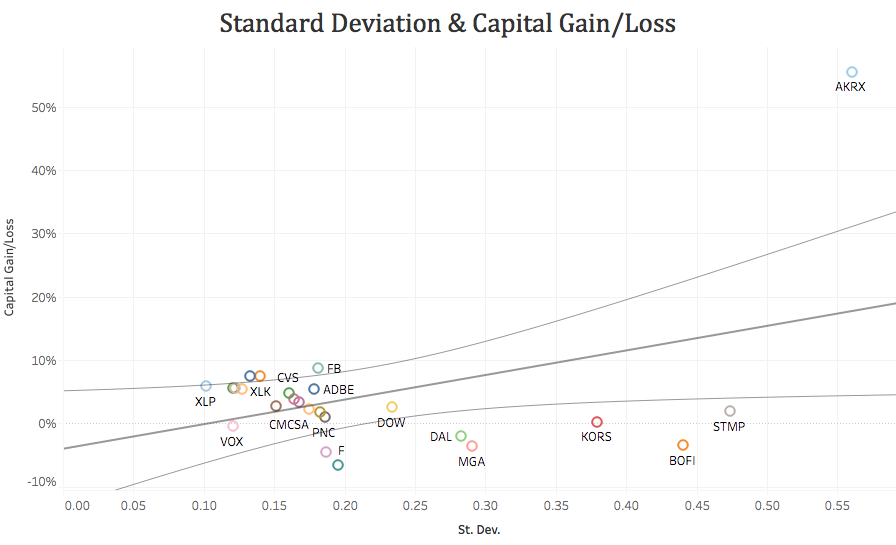 Standard Deviation & Capital Gain/Loss
AKRX
50%
40%
30%
20%
10%
0%
-10%
Capital Gain/Loss
FB
CVS
XLK
ADBE
XLP
VOX
CMCSA
PNC
F
DOW
DAL
MGA
KORS
BOFI
STMP
0.00 0.05 0.10 0.15 0.20 0.25 0.30 0.35 0.40 0.45 0.50 0.55
St. Dev.